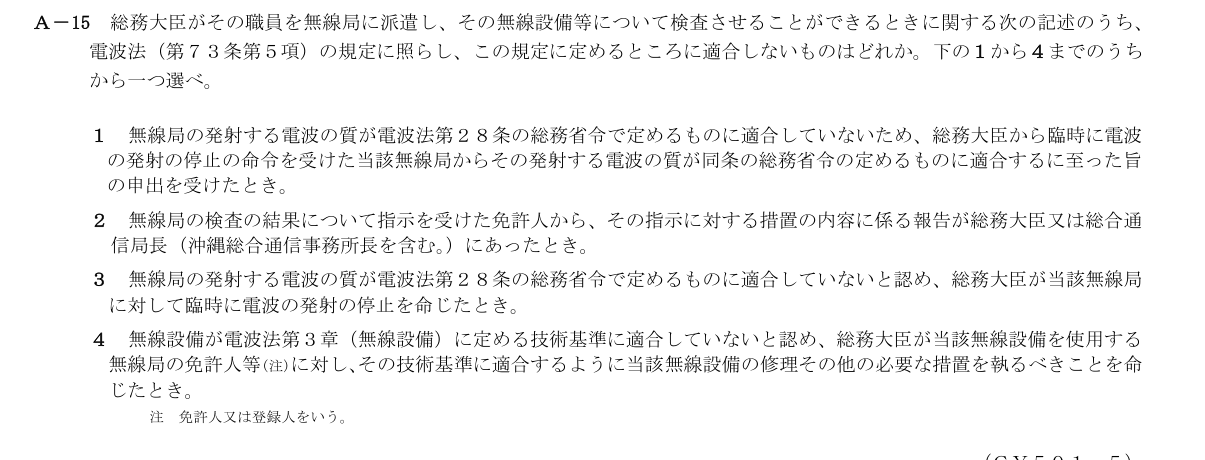 A－15　総務大臣がその職員を無線局に派遣し、その無線設備等について検査させることができるときに関する次の記述のうち、
電波法（第７３条第５項）の規定に照らし、この規定に定めるところに適合しないものはどれか。下の１から４までのうち
から一つ選べ。
１　無線局の発射する電波の質が電波法第２８条の総務省令で定めるものに適合していないため、総務大臣から臨時に電波
の発射の停止の命令を受けた当該無線局からその発射する電波の質が同条の総務省令の定めるものに適合するに至った旨
の申出を受けたとき。
２　無線局の検査の結果について指示を受けた免許人から、その指示に対する措置の内容に係る報告が総務大臣又は総合通
信局長（沖縄総合通信事務所長を含む。）にあったとき。
３　無線局の発射する電波の質が電波法第２８条の総務省令で定めるものに適合していないと認め、総務大臣が当該無線局
に対して臨時に電波の発射の停止を命じたとき。
４　無線設備が電波法第３章（無線設備）に定める技術基準に適合していないと認め、総務大臣が当該無線設備を使用する
無線局の免許人等(注)に対し、その技術基準に適合するように当該無線設備の修理その他の必要な措置を執るべきことを命
じたとき。
注　免許人又は登録人をいう。